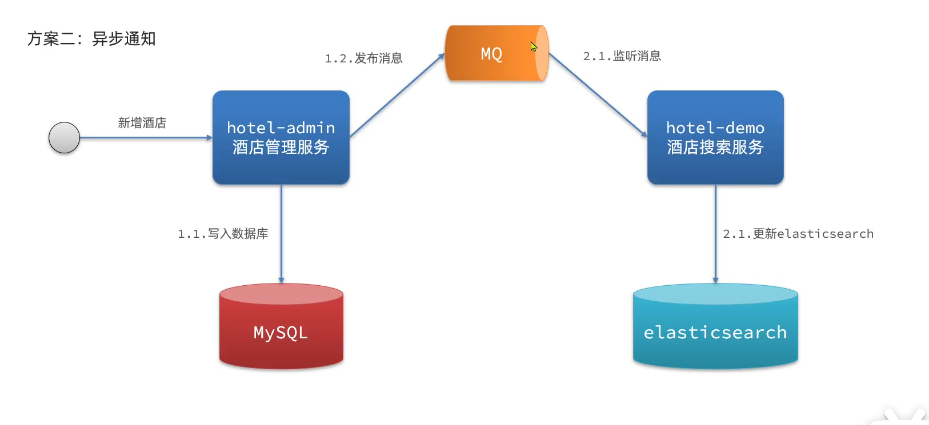 方案二：异步通知
1.2.发布消息
MQ
2.1.监听消息
新增酒店
hotel-admin
酒店管理服务
hotel-demo
酒店搜索服务
1.1.写入数据库
2.1.更新elasticsearch
MySQL
elasticsearch